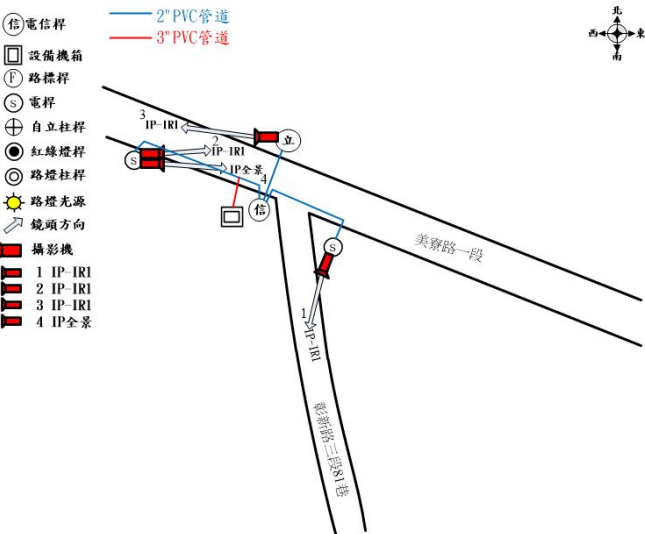 信 電信桿
設備機箱
F 路標桿
S 電桿
自立柱桿
紅綠燈桿
路燈柱桿
路燈光源
鏡頭方向
攝影機
1 IP-IR1
2 IP-IR1
3 IP-IR1
4 IP全景
2"PVC管道
3"PVC管道
北
西 東
南
3
IP-IR1
立
2
IP-IR1
S
IP全景
4
信
S
美寮路一段
1
IP-IR1
彰新路三段81巷